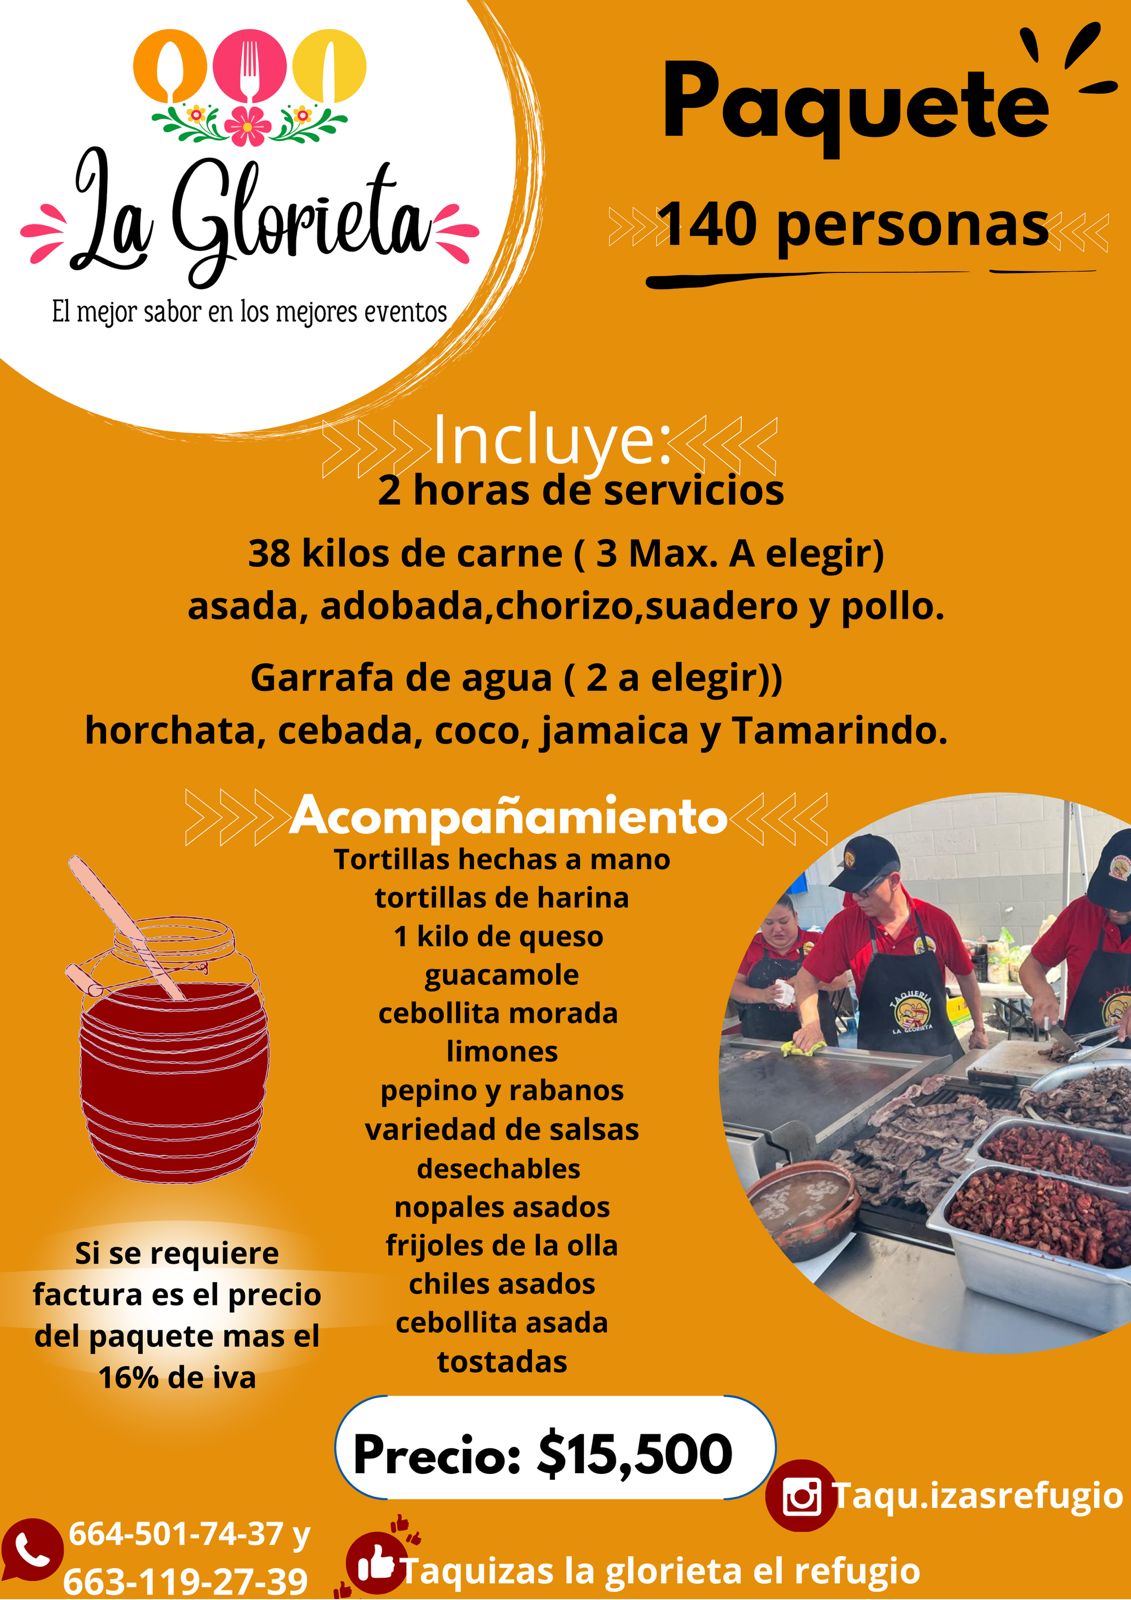 La Glorieta
El mejor sabor en los mejores eventos
Paquete
140 personas
Incluye:
2 horas de servicios
38 kilos de carne ( 3 Max. A elegir)
asada, adobada,chorizo,suadero y pollo.
Garrafa de agua ( 2 a elegir))
horchata, cebada, coco, jamaica y Tamarindo.
Acompañamiento
Tortillas hechas a mano
tortillas de harina
1 kilo de queso
guacamole
cebollita morada
limones
pepino y rabanos
variedad de salsas
desechables
nopales asados
frijoles de la olla
chiles asados
cebollita asada
tostadas
TAQUERIA
LA GLORIETA
Si se requiere
factura es el precio
del paquete mas el
16% de iva
Precio: $15,500
Taqu.izasrefugio
664-501-74-37 y
663-119-27-39
Taquizas la glorieta el refugio